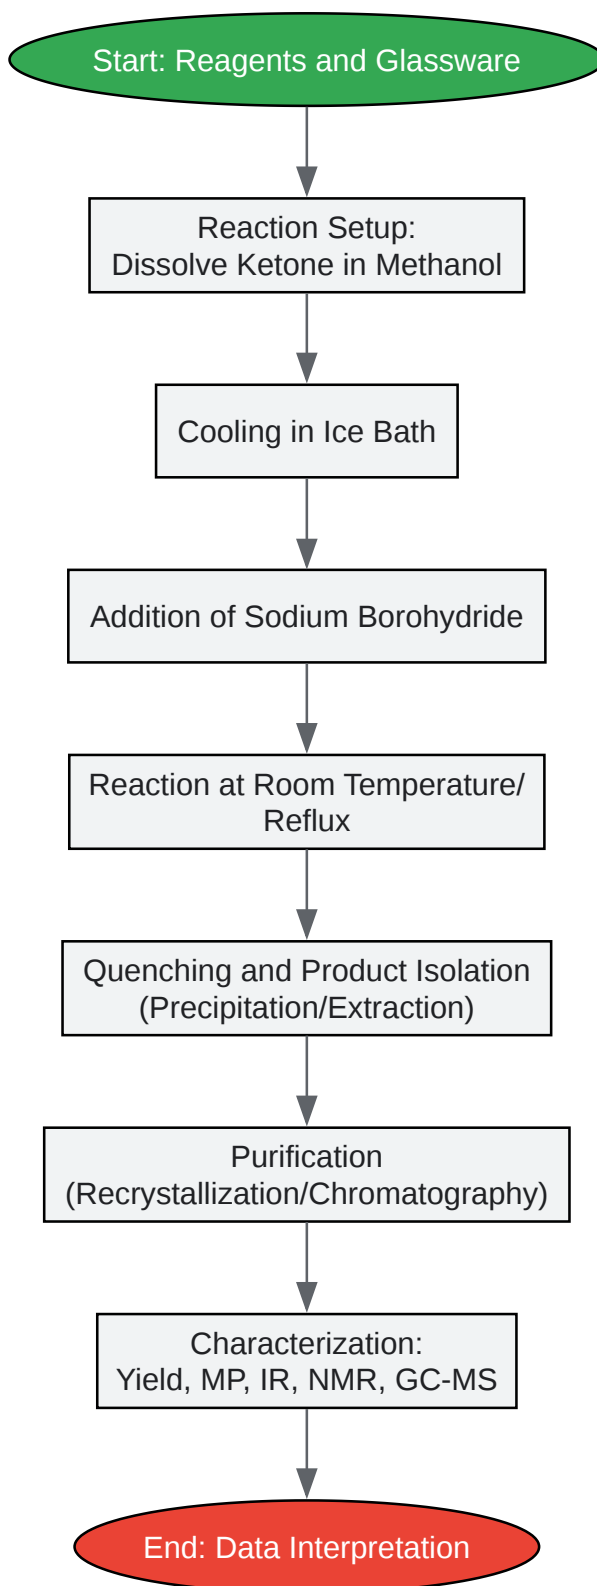 Start: Reagents and Glassware
Reaction Setup:
Dissolve Ketone in Methanol
Cooling in Ice Bath
Addition of Sodium Borohydride
Reaction at Room Temperature/
Reflux
Quenching and Product Isolation
(Precipitation/Extraction)
Purification
(Recrystallization/Chromatography)
Characterization:
Yield, MP, IR, NMR, GC-MS
End: Data Interpretation